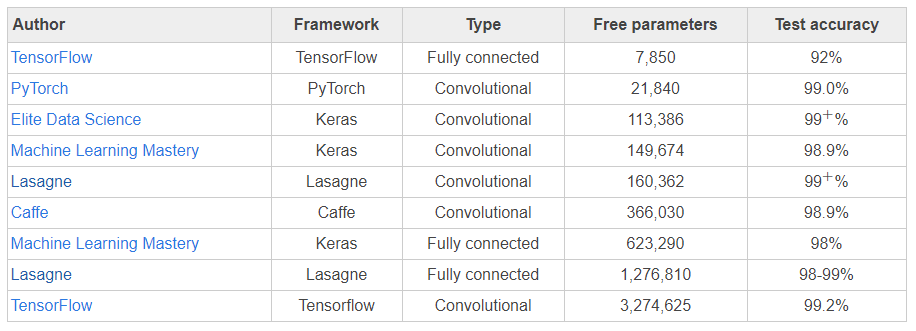 Author Framework Type Free parameters Test accuracy
TensorFlow TensorFlow Fully connected 7,850 92%
PyTorch PyTorch Convolutional 21,840 99.0%
Elite Data Science Keras Convolutional 113,386 99⁺%
Machine Learning Mastery Keras Convolutional 149,674 98.9%
Lasagne Lasagne Convolutional 160,362 99⁺%
Caffe Caffe Convolutional 366,030 98.9%
Machine Learning Mastery Keras Fully connected 623,290 98%
Lasagne Lasagne Fully connected 1,276,810 98-99%
TensorFlow Tensorflow Convolutional 3,274,625 99.2%